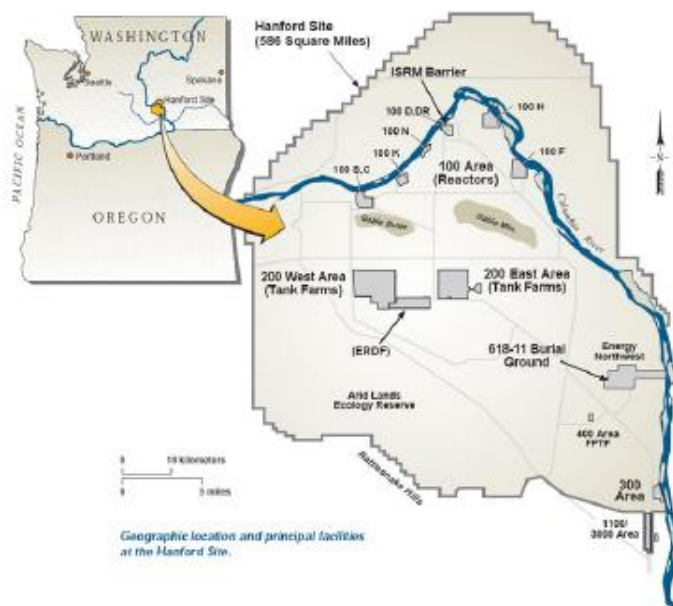 WASHINGTON
Seattle
Spokane
Hanford Site
Portland
PACIFIC OCEAN
OREGON
Hanford Site
(586 Square Miles)
ISRM Barrier
100 D,DR
100 H
100 N
100 K
100 B,C
100 F
100 Area
(Reactors)
N
Columbia River
Gable Butte
Gable Mtn.
200 West Area
(Tank Farms)
200 East Area
(Tank Farms)
(ERDF)
618-11 Burial
Ground
Energy
Northwest
Arid Lands
Ecology Reserve
400 Area
Rattlesnake Hills
300
Area
3000 Area
0
kilometers
0
5 miles
Geographic location and principal facilities
at the Hanford Site.